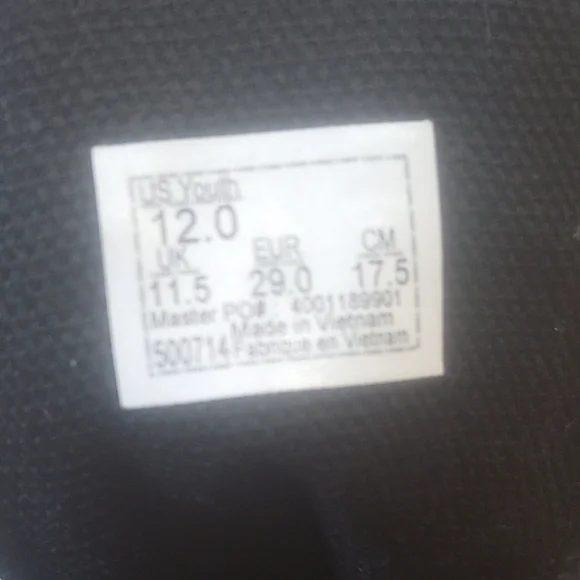 US Youth
12.0
UK EUR CM
11.5 29.0 17.5
Master PO# : 4001189901
Made in Vietnam
500714 Fabrique en Vietnam